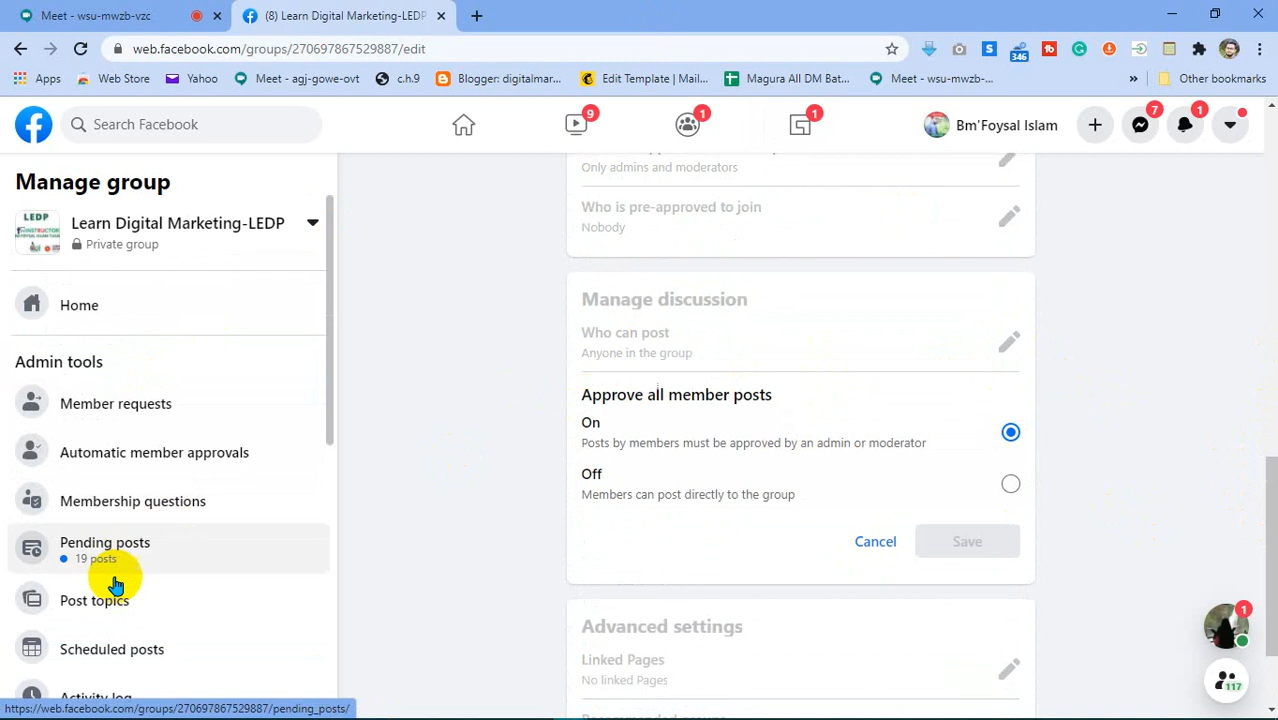 Meet - wsu-mwzb-vzc
(8) Learn Digital Marketing-LEDP
web.facebook.com/groups/270697867529887/edit
346
Apps
Web Store
Yahoo
Meet - agj-gowe-ovt
c.h.9
Blogger: digitalmar...
Edit Template | Mail...
Magura All DM Bat...
Meet - wsu-mwzb-...
»
Other bookmarks
Search Facebook
9
1
1
Bm'Foysal Islam
7
1
Manage group
LEDP
Learn Digital Marketing-LEDP
Private group
Home
Admin tools
Member requests
Automatic member approvals
Membership questions
Pending posts
19 posts
Post topics
Scheduled posts
Activity log
Only admins and moderators
Who is pre-approved to join
Nobody
Manage discussion
Who can post
Anyone in the group
Approve all member posts
On
Posts by members must be approved by an admin or moderator
Off
Members can post directly to the group
Cancel
Save
Advanced settings
Linked Pages
No linked Pages
1
117
https://web.facebook.com/groups/270697867529887/pending_posts/